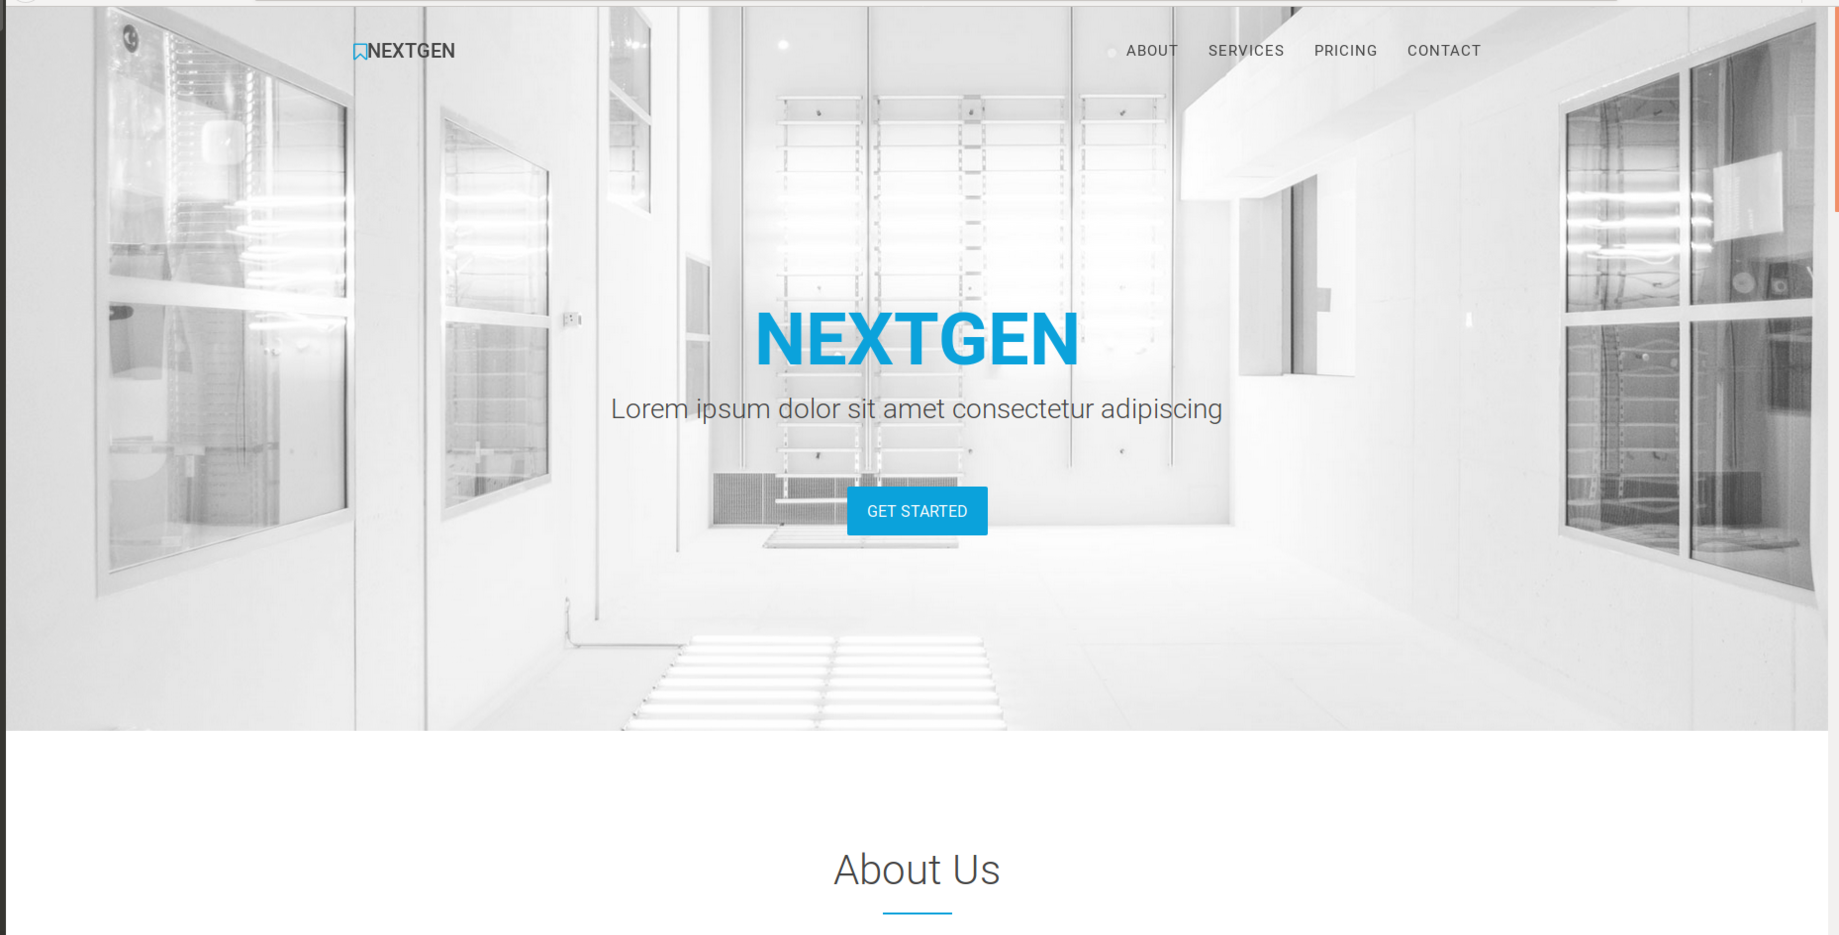 NEXTGEN
ABOUT SERVICES PRICING CONTACT
NEXTGEN
Lorem ipsum dolor sit amet consectetur adipiscing
GET STARTED
About Us